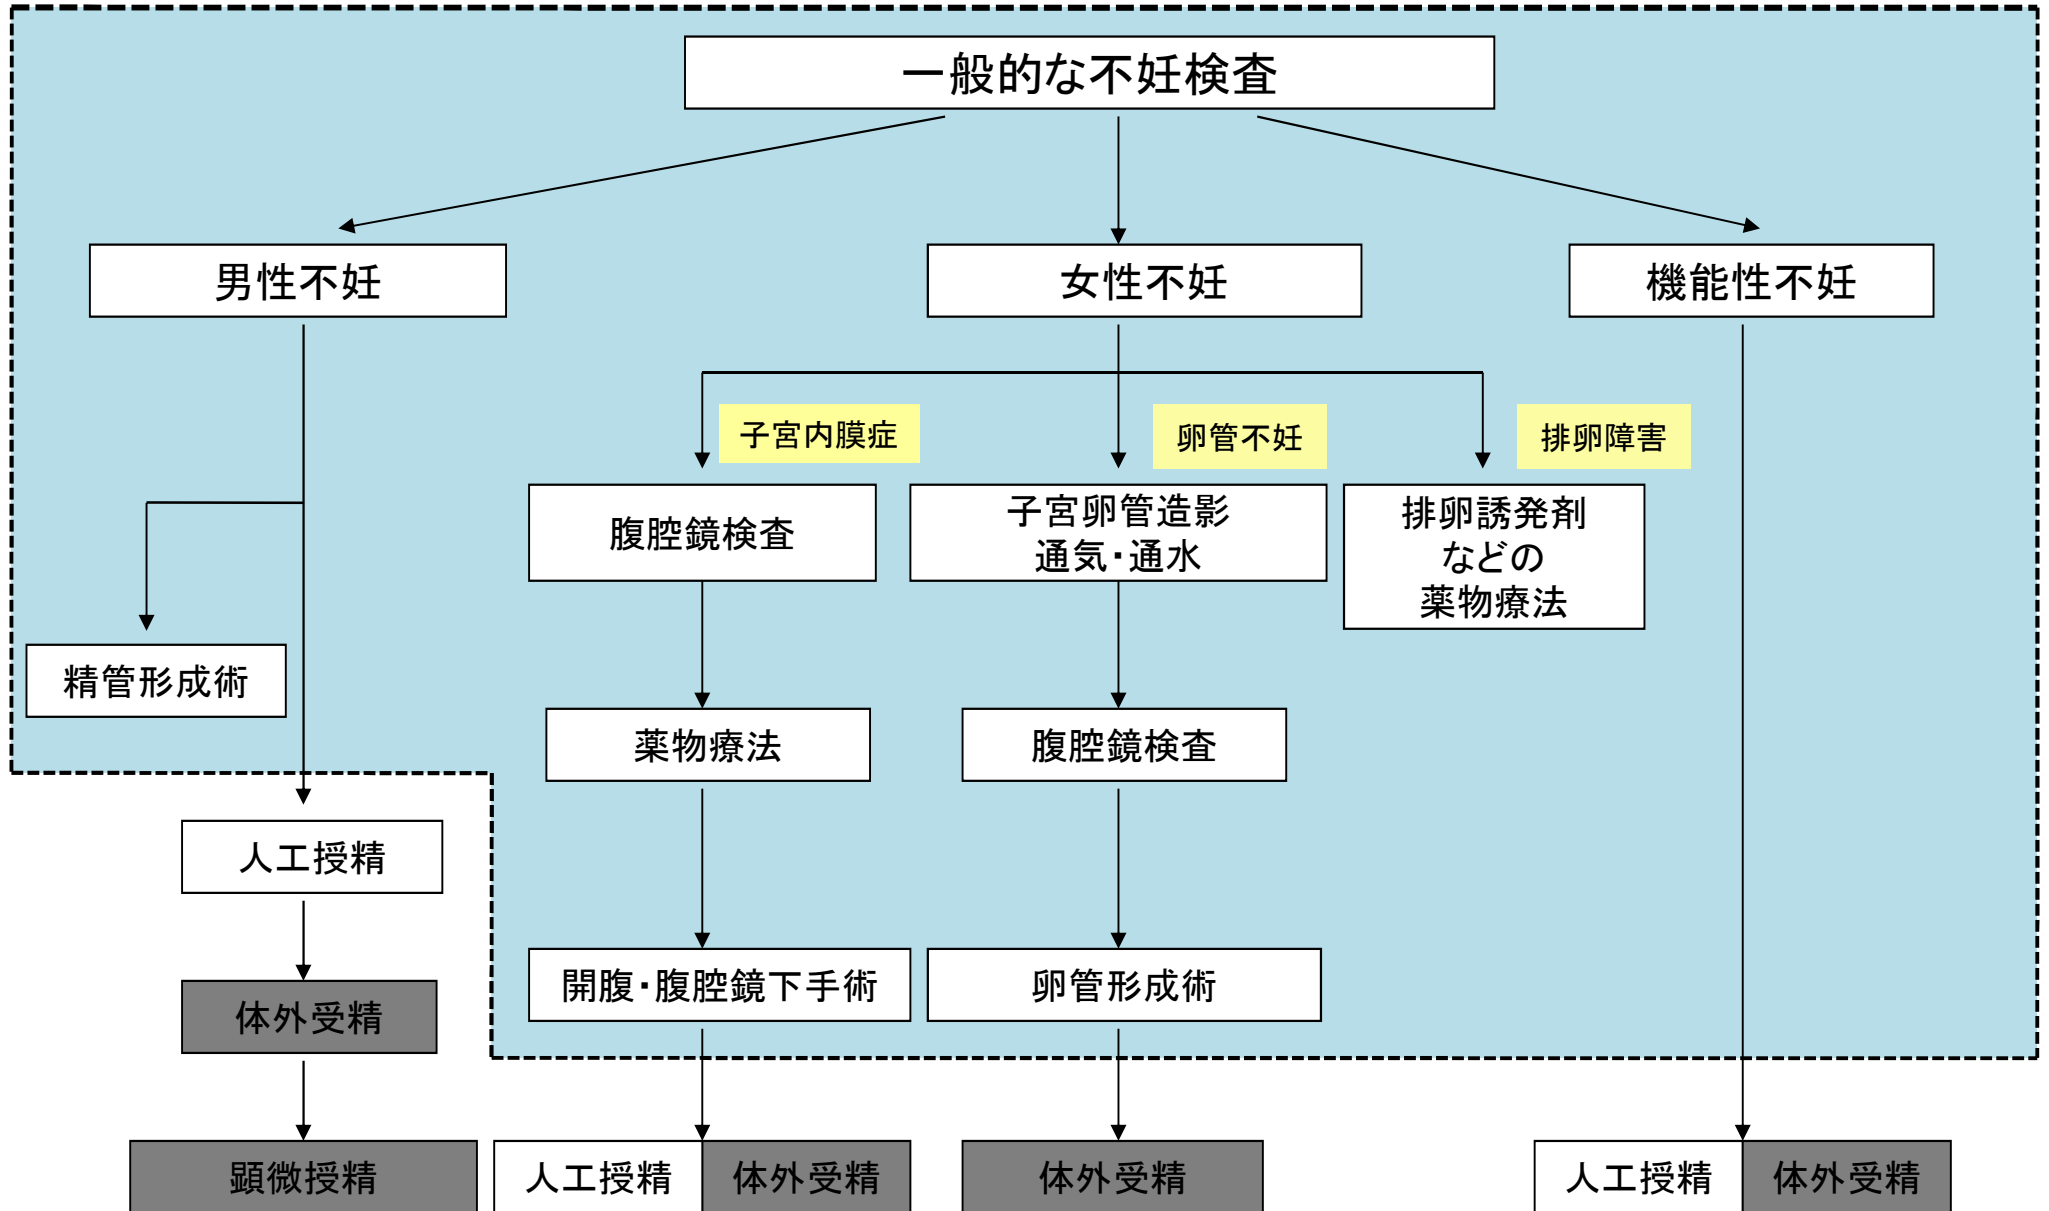 一般的な不妊検査
男性不妊
女性不妊
機能性不妊
子宮内膜症
卵管不妊
排卵障害
腹腔鏡検査
子宮卵管造影
通気・通水
排卵誘発剤
などの
薬物療法
精管形成術
薬物療法
腹腔鏡検査
人工授精
開腹・腹腔鏡下手術
卵管形成術
体外受精
顕微授精
人工授精
体外受精
体外受精
人工授精
体外受精